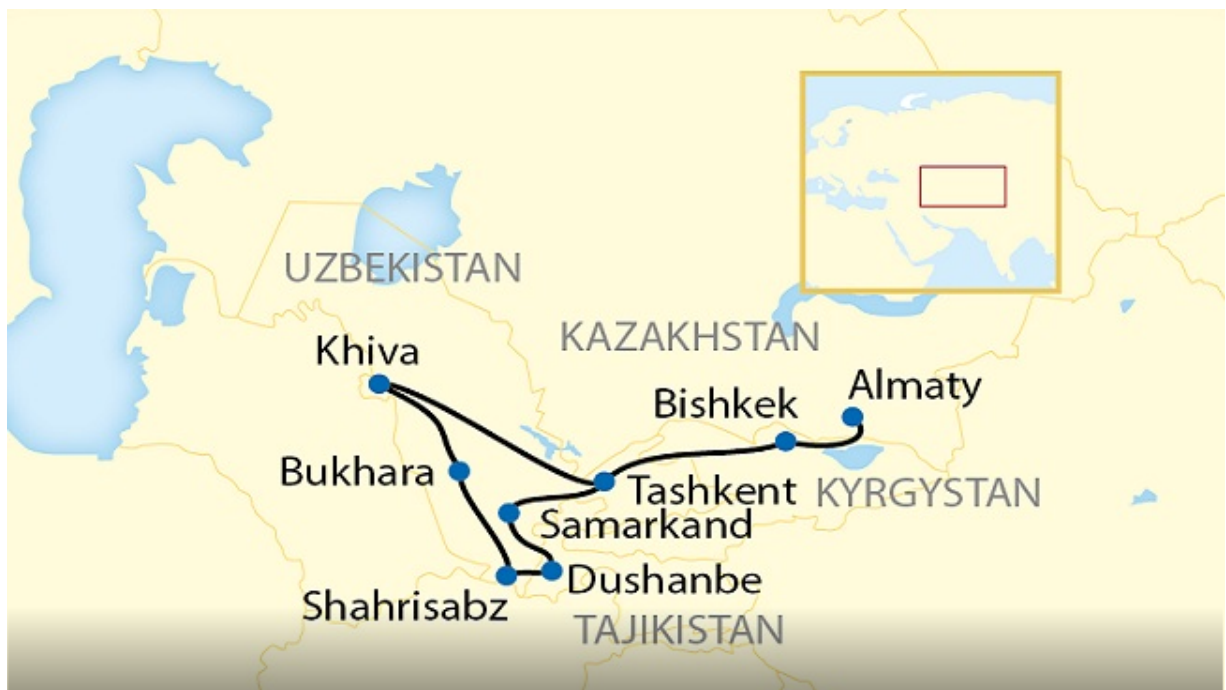 UZBEKISTAN
KAZAKHSTAN
Khiva
Almaty
Bishkek
Bukhara
Tashkent
KYRGYSTAN
Samarkand
Dushanbe
Shahrisabz
TAJIKISTAN